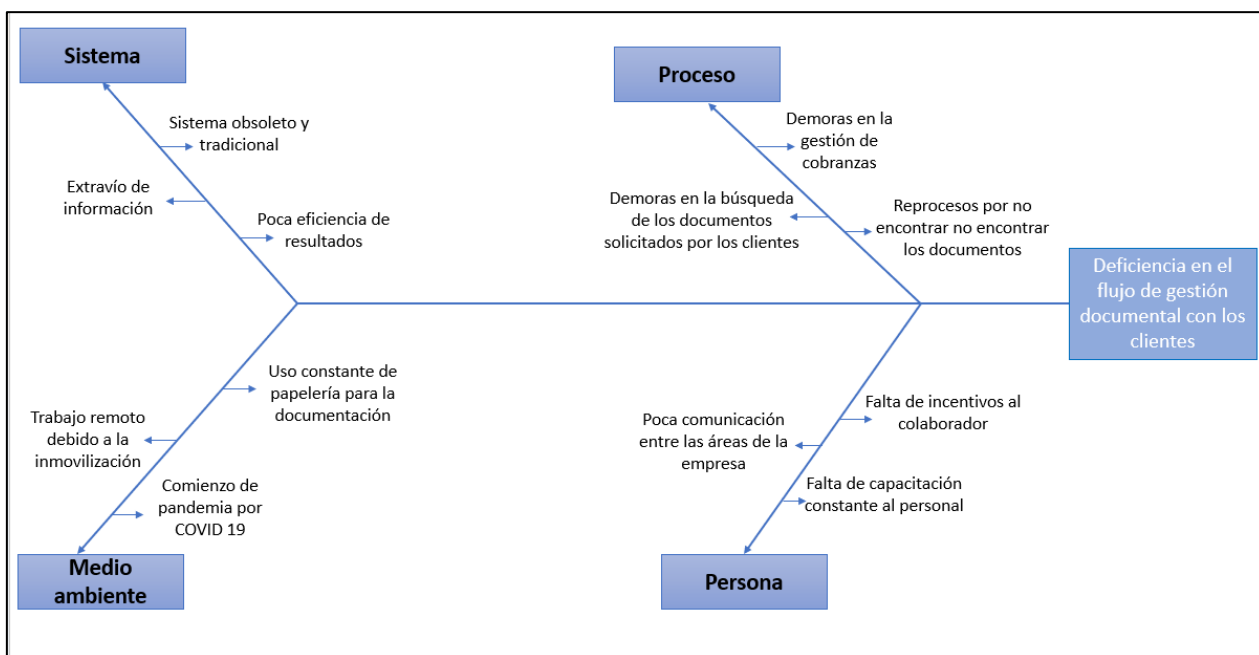 Sistema
Sistema obsoleto y
tradicional
Extravío de
información
Poca eficiencia de
resultados
Proceso
Demoras en la
gestión de
cobranzas
Demoras en la búsqueda
de los documentos
solicitados por los clientes
Reprocesos por no
encontrar no encontrar
los documentos
Deficiencia en el
flujo de gestión
documental con los
clientes
Uso constante de
papelería para la
documentación
Trabajo remoto
debido a la
inmovilización
Comienzo de
pandemia por
COVID 19
Medio
ambiente
Falta de incentivos al
colaborador
Poca comunicación
entre las áreas de la
empresa
Falta de capacitación
constante al personal
Persona